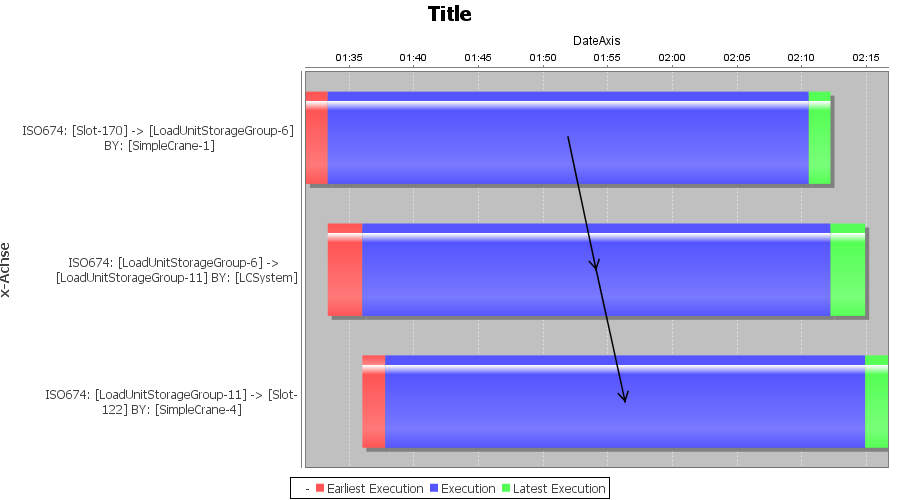 Title
DateAxis
01:35 01:40 01:45 01:50 01:55 02:00 02:05 02:10 02:15
x-Achse
ISO674: [Slot-170] -> [LoadUnitStorageGroup-6]
BY: [SimpleCrane-1]
ISO674: [LoadUnitStorageGroup-6] ->
[LoadUnitStorageGroup-11] BY: [LCSystem]
ISO674: [LoadUnitStorageGroup-11] -> [Slot-
122] BY: [SimpleCrane-4]
- Earliest Execution Execution Latest Execution